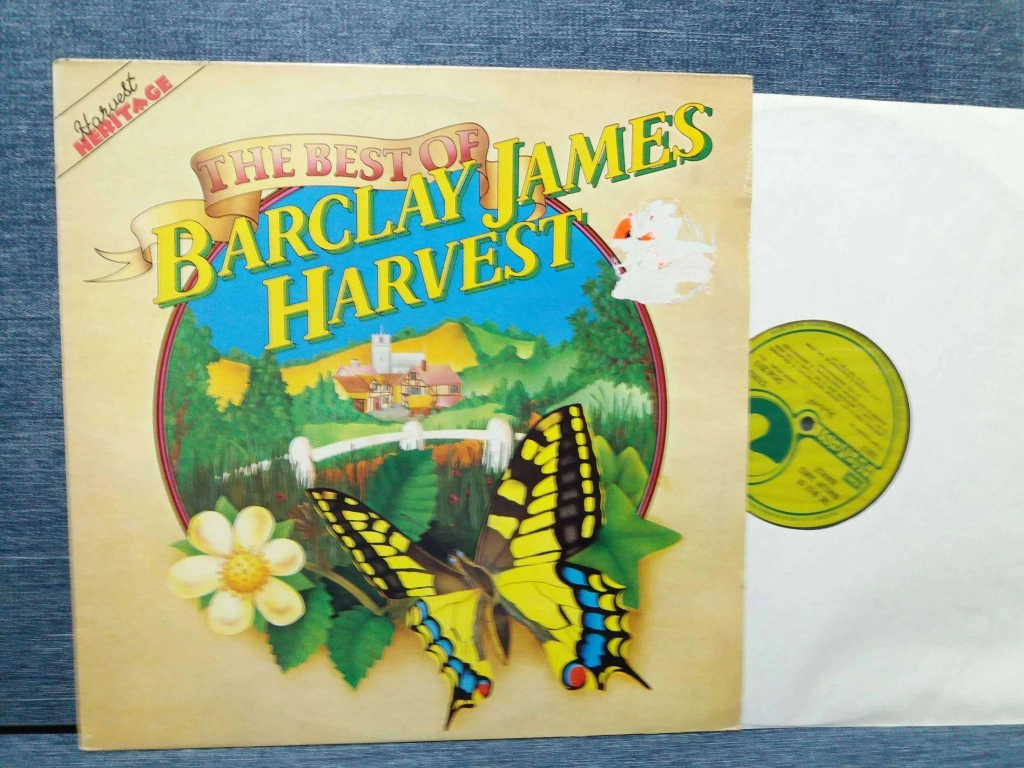 Harvest
HERITAGE
THE BEST OF
BARCLAY JAMES
HARVEST